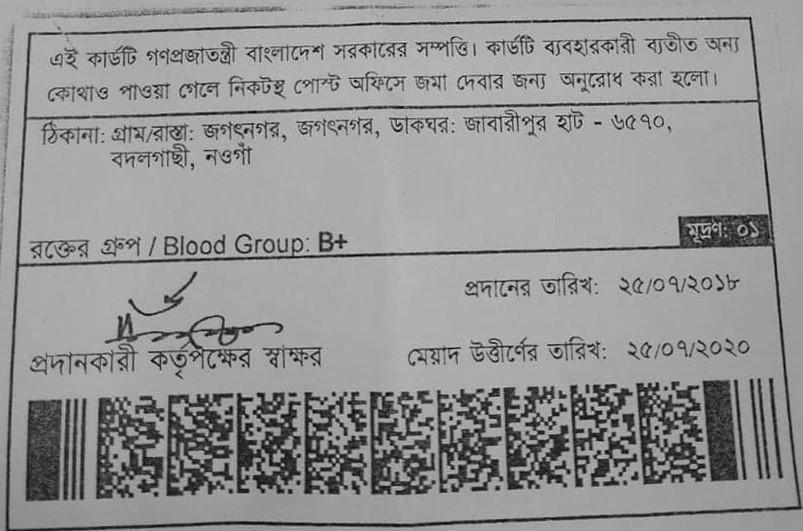 এই কার্ডটি গণপ্রজাতন্ত্রী বাংলাদেশ সরকারের সম্পত্তি। কার্ডটি ব্যবহারকারী ব্যতীত অন্য
কোথাও পাওয়া গেলে নিকটস্থ পোস্ট অফিসে জমা দেবার জন্য অনুরোধ করা হলো।
ঠিকানা: গ্রাম/রাস্তা: জগৎনগর, জগৎনগর, ডাকঘর: জাবারীপুর হাট - ৬৫৭০,
বদলগাছী, নওগাঁ
রক্তের গ্রুপ / Blood Group: B+
মূদ্রণ: ০১
প্রদানের তারিখ: ২৫/০৭/২০১৮
প্রদানকারী কর্তৃপক্ষের স্বাক্ষর
মেয়াদ উত্তীর্ণের তারিখ: ২৫/০৭/২০২০